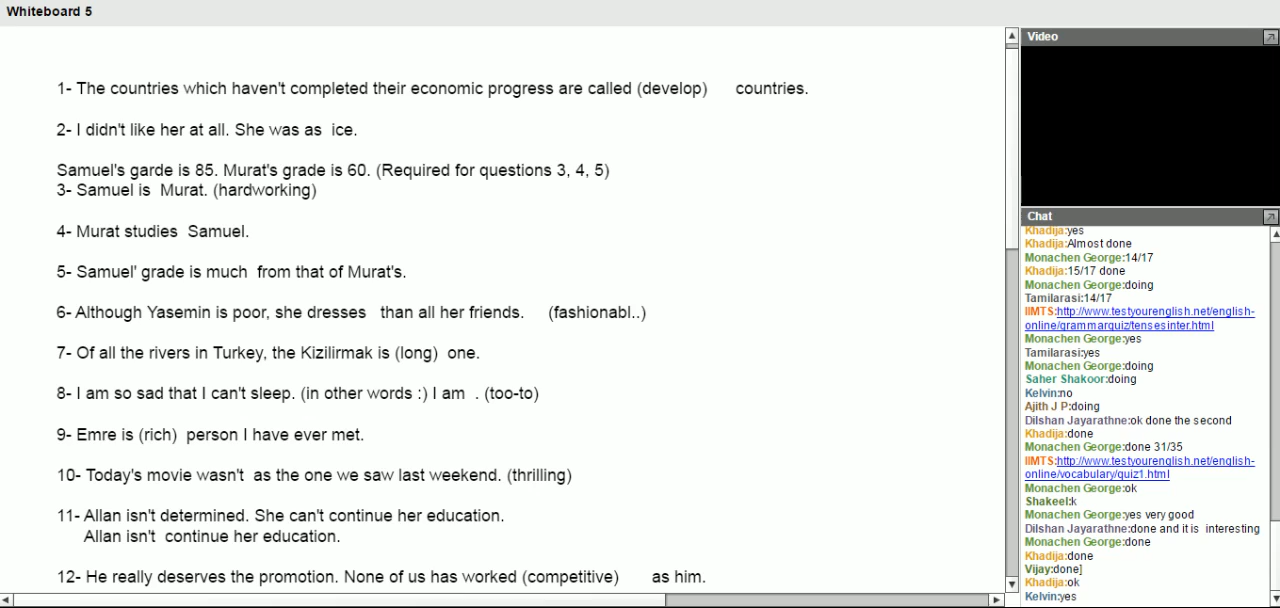 Whiteboard 5
1- The countries which haven't completed their economic progress are called (develop) countries.
2- I didn't like her at all. She was as ice.
Samuel's garde is 85. Murat's grade is 60. (Required for questions 3, 4, 5)
3- Samuel is Murat. (hardworking)
4- Murat studies Samuel.
5- Samuel' grade is much from that of Murat's.
6- Although Yasemin is poor, she dresses than all her friends. (fashionabl..)
7- Of all the rivers in Turkey, the Kizilirmak is (long) one.
8- I am so sad that I can't sleep. (in other words :) I am . (too-to)
9- Emre is (rich) person I have ever met.
10- Today's movie wasn't as the one we saw last weekend. (thrilling)
11- Allan isn't determined. She can't continue her education.
Allan isn't continue her education.
12- He really deserves the promotion. None of us has worked (competitive) as him.
Video
Chat
Khadija:yes
Khadija:Almost done
Monachen George:14/17
Khadija:15/17 done
Monachen George:doing
Tamilarasi:14/17
IIMTS:http://www.testyourenglish.net/english-
online/grammarquiz/tensesinter.html
Monachen George:yes
Tamilarasi:yes
Monachen George:doing
Saher Shakoor:doing
Kelvin:no
Ajith J P:doing
Dilshan Jayarathne:ok done the second
Khadija:done
Monachen George:done 31/35
IIMTS:http://www.testyourenglish.net/english-
online/vocabulary/quiz1.html
Monachen George:ok
Shakeel:k
Monachen George:yes very good
Dilshan Jayarathne:done and it is interesting
Monachen George:done
Khadija:done
Vijay:done]
Khadija:ok
Kelvin:yes